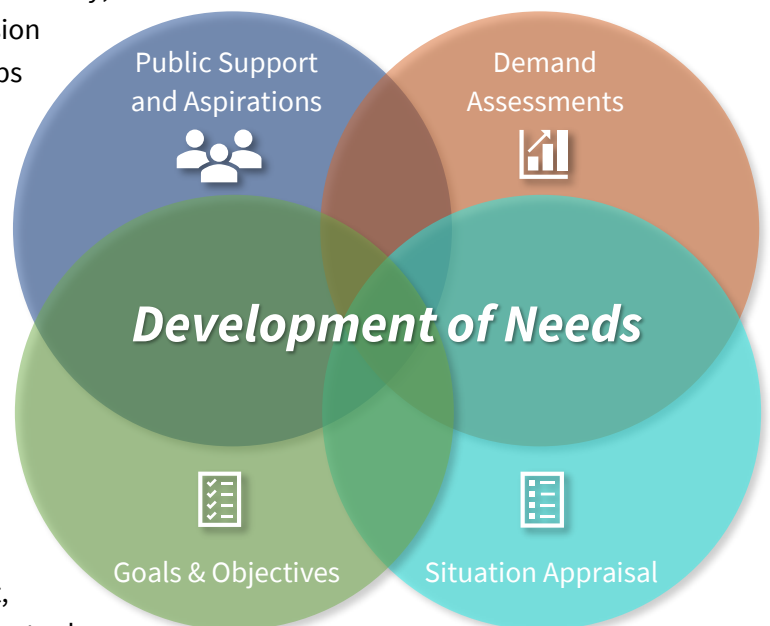 Public Support
and Aspirations
Demand
Assessments
Development of Needs
Goals & Objectives
Situation Appraisal